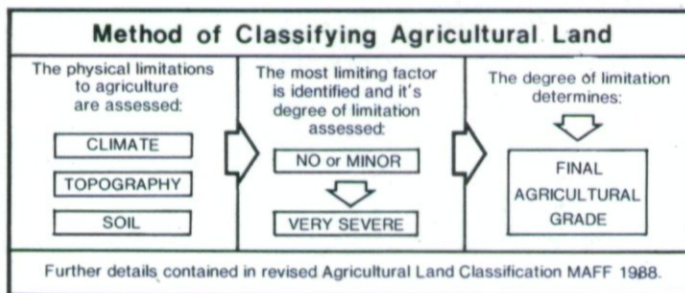 Method of Classifying Agricultural Land
The physical limitations
to agriculture
are assessed:
CLIMATE
TOPOGRAPHY
SOIL
The most limiting factor
is identified and it's
degree of limitation
assessed:
NO or MINOR
VERY SEVERE
The degree of limitation
determines:
FINAL
AGRICULTURAL
GRADE
Further details contained in revised Agricultural Land Classification MAFF 1988.